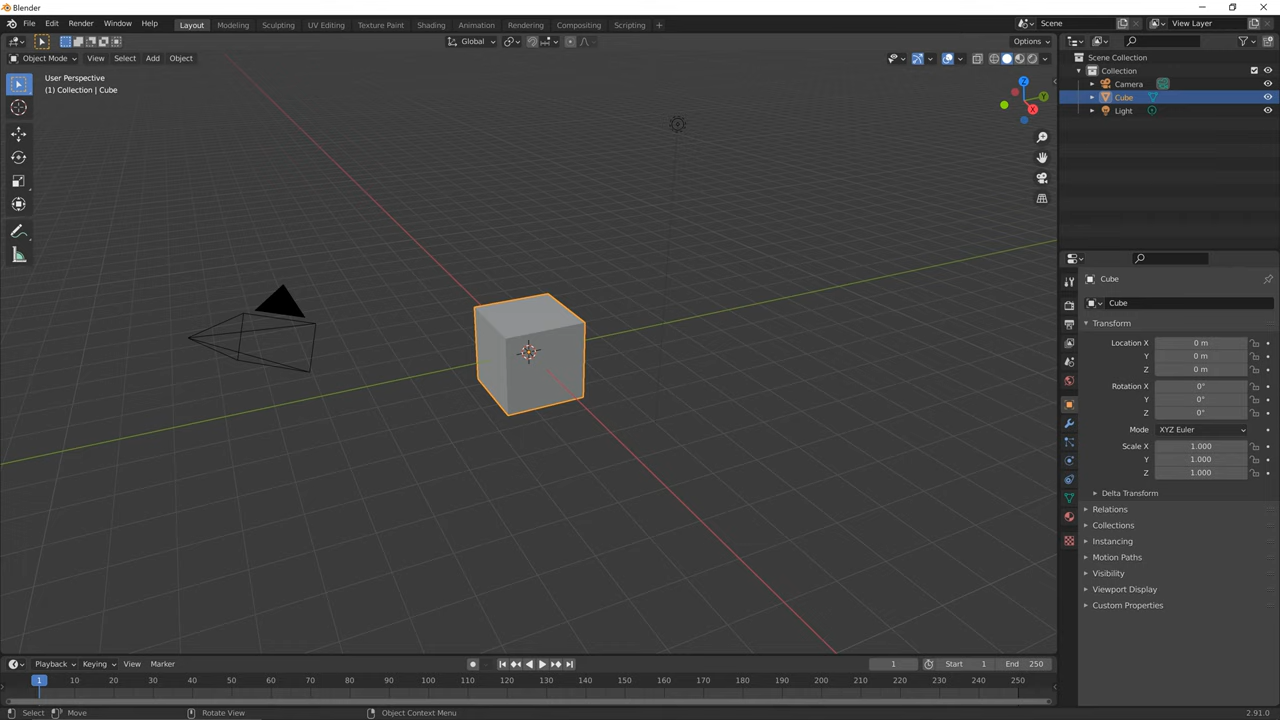 Blender
File Edit Render Window Help Layout Modeling Sculpting UV Editing Texture Paint Shading Animation Rendering Compositing Scripting + Scene View Layer
Global Options
Object Mode View Select Add Object
User Perspective
(1) Collection | Cube
Z
Y
X
Scene Collection
Collection
Camera
Cube
Light
Cube
Cube
Transform
Location X 0 m
Y 0 m
Z 0 m
Rotation X 0°
Y 0°
Z 0°
Mode XYZ Euler
Scale X 1.000
Y 1.000
Z 1.000
Delta Transform
Relations
Collections
Instancing
Motion Paths
Visibility
Viewport Display
Custom Properties
Playback Keying View Marker 1 Start 1 End 250
1 10 20 30 40 50 60 70 80 90 100 110 120 130 140 150 160 170 180 190 200 210 220 230 240 250
Select Move Rotate View Object Context Menu 2.91.0